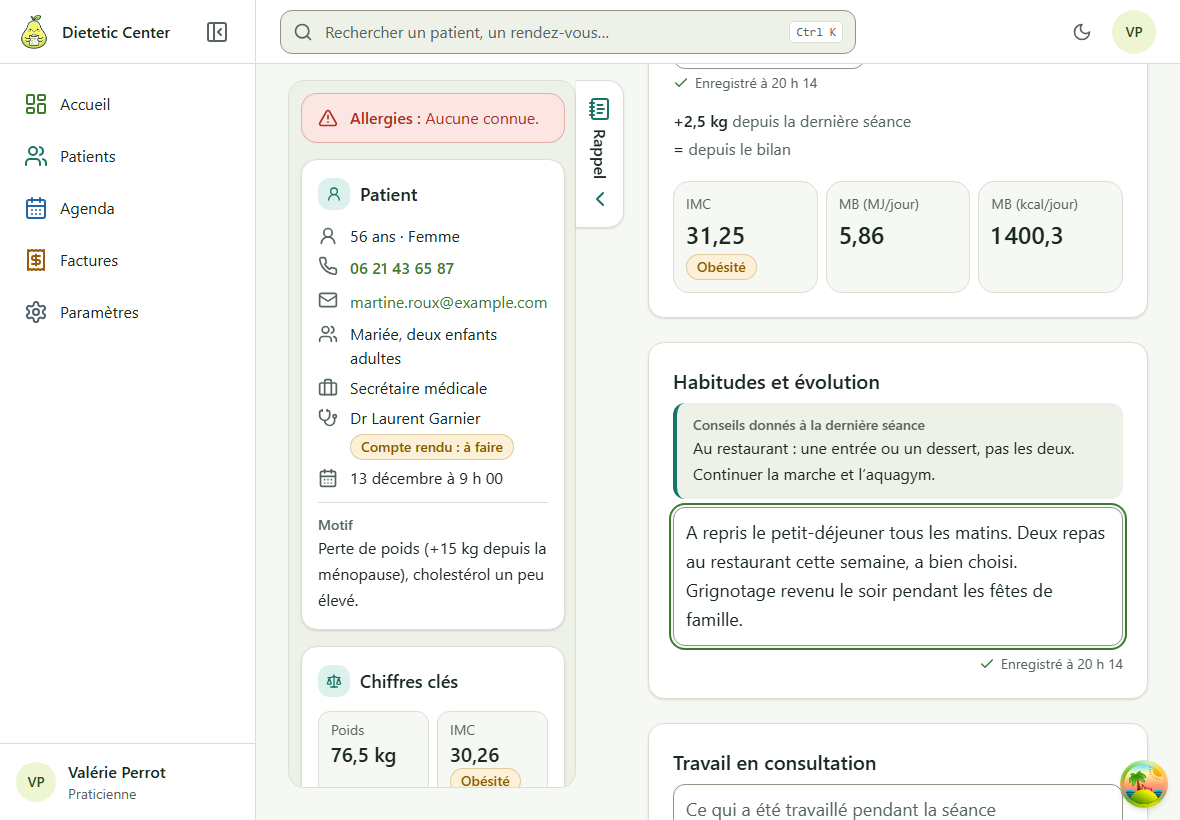 Dietetic Center
Rechercher un patient, un rendez-vous...
Ctrl K
VP
Accueil
Patients
Agenda
Factures
Paramètres
VP
Valérie Perrot
Praticienne
Allergies : Aucune connue.
Patient
56 ans · Femme
06 21 43 65 87
martine.roux@example.com
Mariée, deux enfants
adultes
Secrétaire médicale
Dr Laurent Garnier
Compte rendu : à faire
13 décembre à 9 h 00
Motif
Perte de poids (+15 kg depuis la
ménopause), cholestérol un peu
élevé.
Chiffres clés
Poids
76,5 kg
IMC
30,26
Obésité
Rappel
Enregistré à 20 h 14
+2,5 kg depuis la dernière séance
= depuis le bilan
IMC
31,25
Obésité
MB (MJ/jour)
5,86
MB (kcal/jour)
1 400,3
Habitudes et évolution
Conseils donnés à la dernière séance
Au restaurant : une entrée ou un dessert, pas les deux.
Continuer la marche et l’aquagym.
A repris le petit-déjeuner tous les matins. Deux repas
au restaurant cette semaine, a bien choisi.
Grignotage revenu le soir pendant les fêtes de
famille.
Enregistré à 20 h 14
Travail en consultation
Ce qui a été travaillé pendant la séance